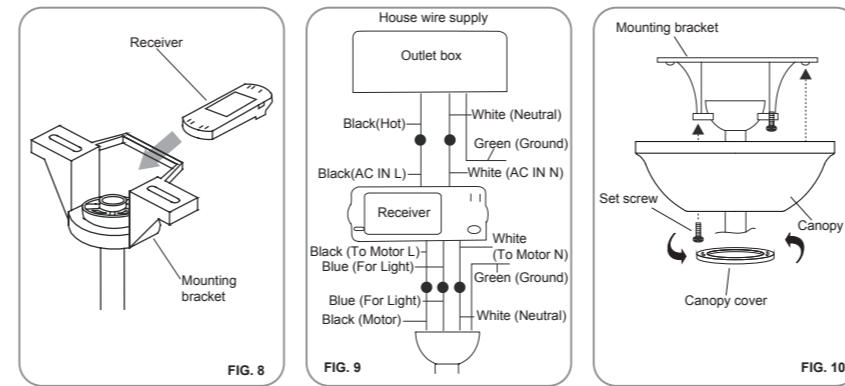 Receiver
Mounting
bracket
FIG. 8
House wire supply
Outlet box
Black(Hot)
White (Neutral)
Green (Ground)
Black(AC IN L)
White (AC IN N)
Receiver
Black (To Motor L)
White
(To Motor N)
Blue (For Light)
Green (Ground)
Blue (For Light)
Black (Motor)
White (Neutral)
FIG. 9
Mounting bracket
Set screw
Canopy
Canopy cover
FIG. 10